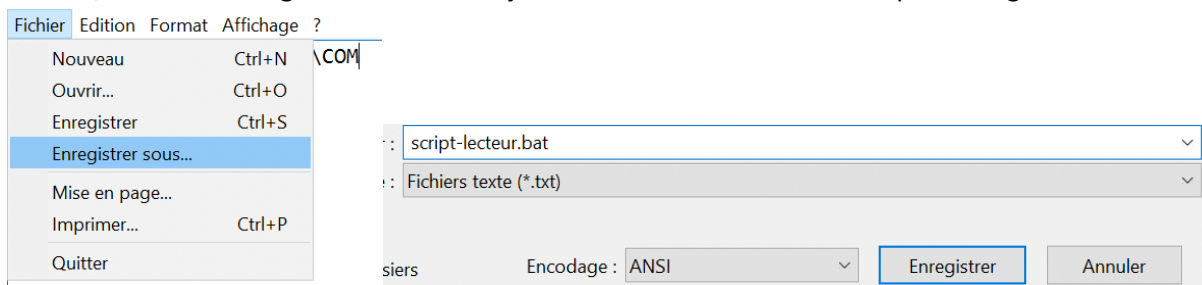 Fichier Edition Format Affichage ?
Nouveau Ctrl+N
\COM
Ouvrir... Ctrl+O
Enregistrer Ctrl+S
Enregistrer sous...
Mise en page...
Imprimer... Ctrl+P
Quitter
: script-lecteur.bat
: Fichiers texte (*.txt)
siers Encodage : ANSI Enregistrer Annuler